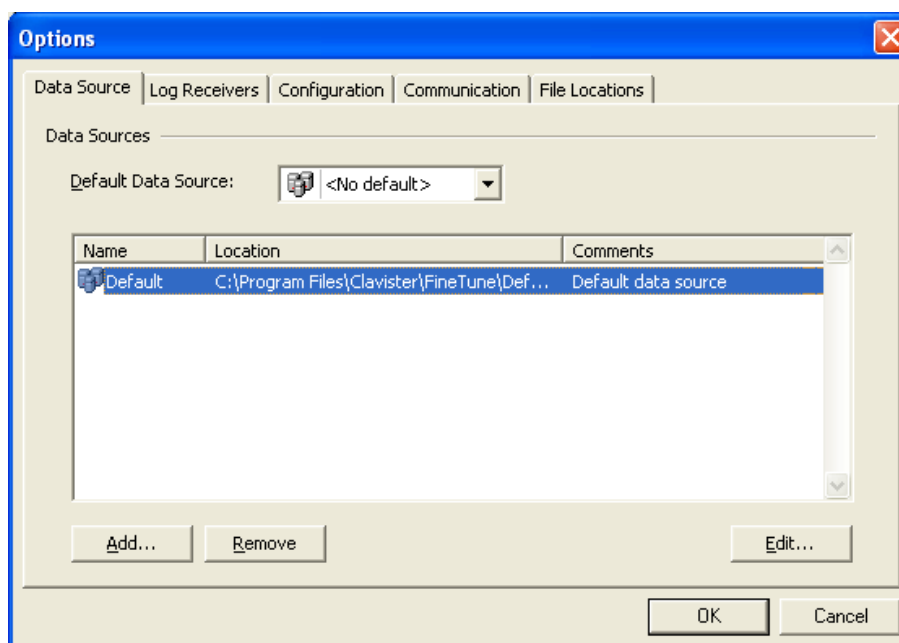 Options
Data Source Log Receivers Configuration Communication File Locations
Data Sources
Default Data Source: <No default>
Name Location Comments
Default C:\Program Files\Clavister\FineTune\Def... Default data source
Add... Remove Edit...
OK Cancel